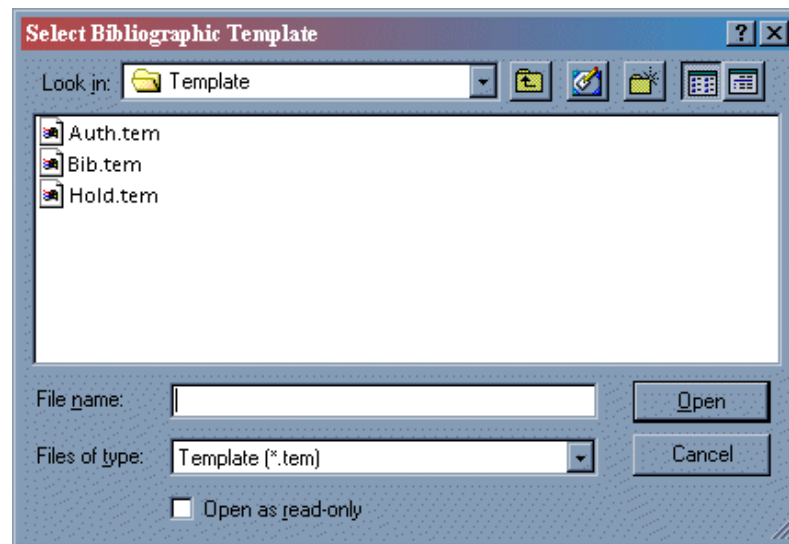 Select Bibliographic Template
Look in: Template
Auth.tem
Bib.tem
Hold.tem
File name: Open
Files of type: Template (*.tem) Cancel
Open as read-only